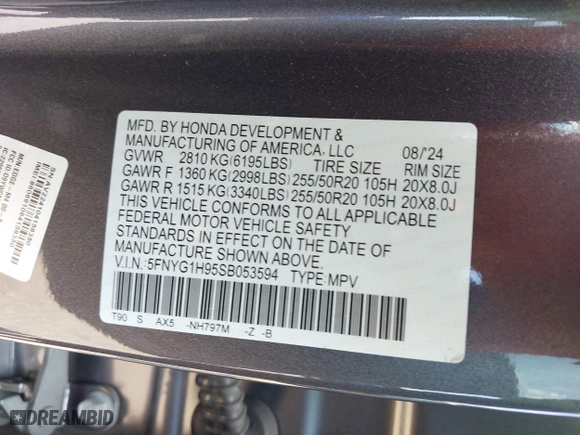 MFD. BY HONDA DEVELOPMENT &
MANUFACTURING OF AMERICA, LLC 08/'24
GVWR 2810 KG(6195LBS) TIRE SIZE RIM SIZE
GAWR F 1360 KG(2998LBS) 255/50R20 105H 20X8.0J
GAWR R 1515 KG(3340LBS) 255/50R20 105H 20X8.0J
THIS VEHICLE CONFORMS TO ALL APPLICABLE
FEDERAL MOTOR VEHICLE SAFETY
STANDARDS IN EFFECT ON THE DATE OF
MANUFACTURE SHOWN ABOVE.
V.I.N.:5FNYG1H95SB053594 TYPE:MPV
T90 S AX5 -NH797M -Z -B
DREAMBID